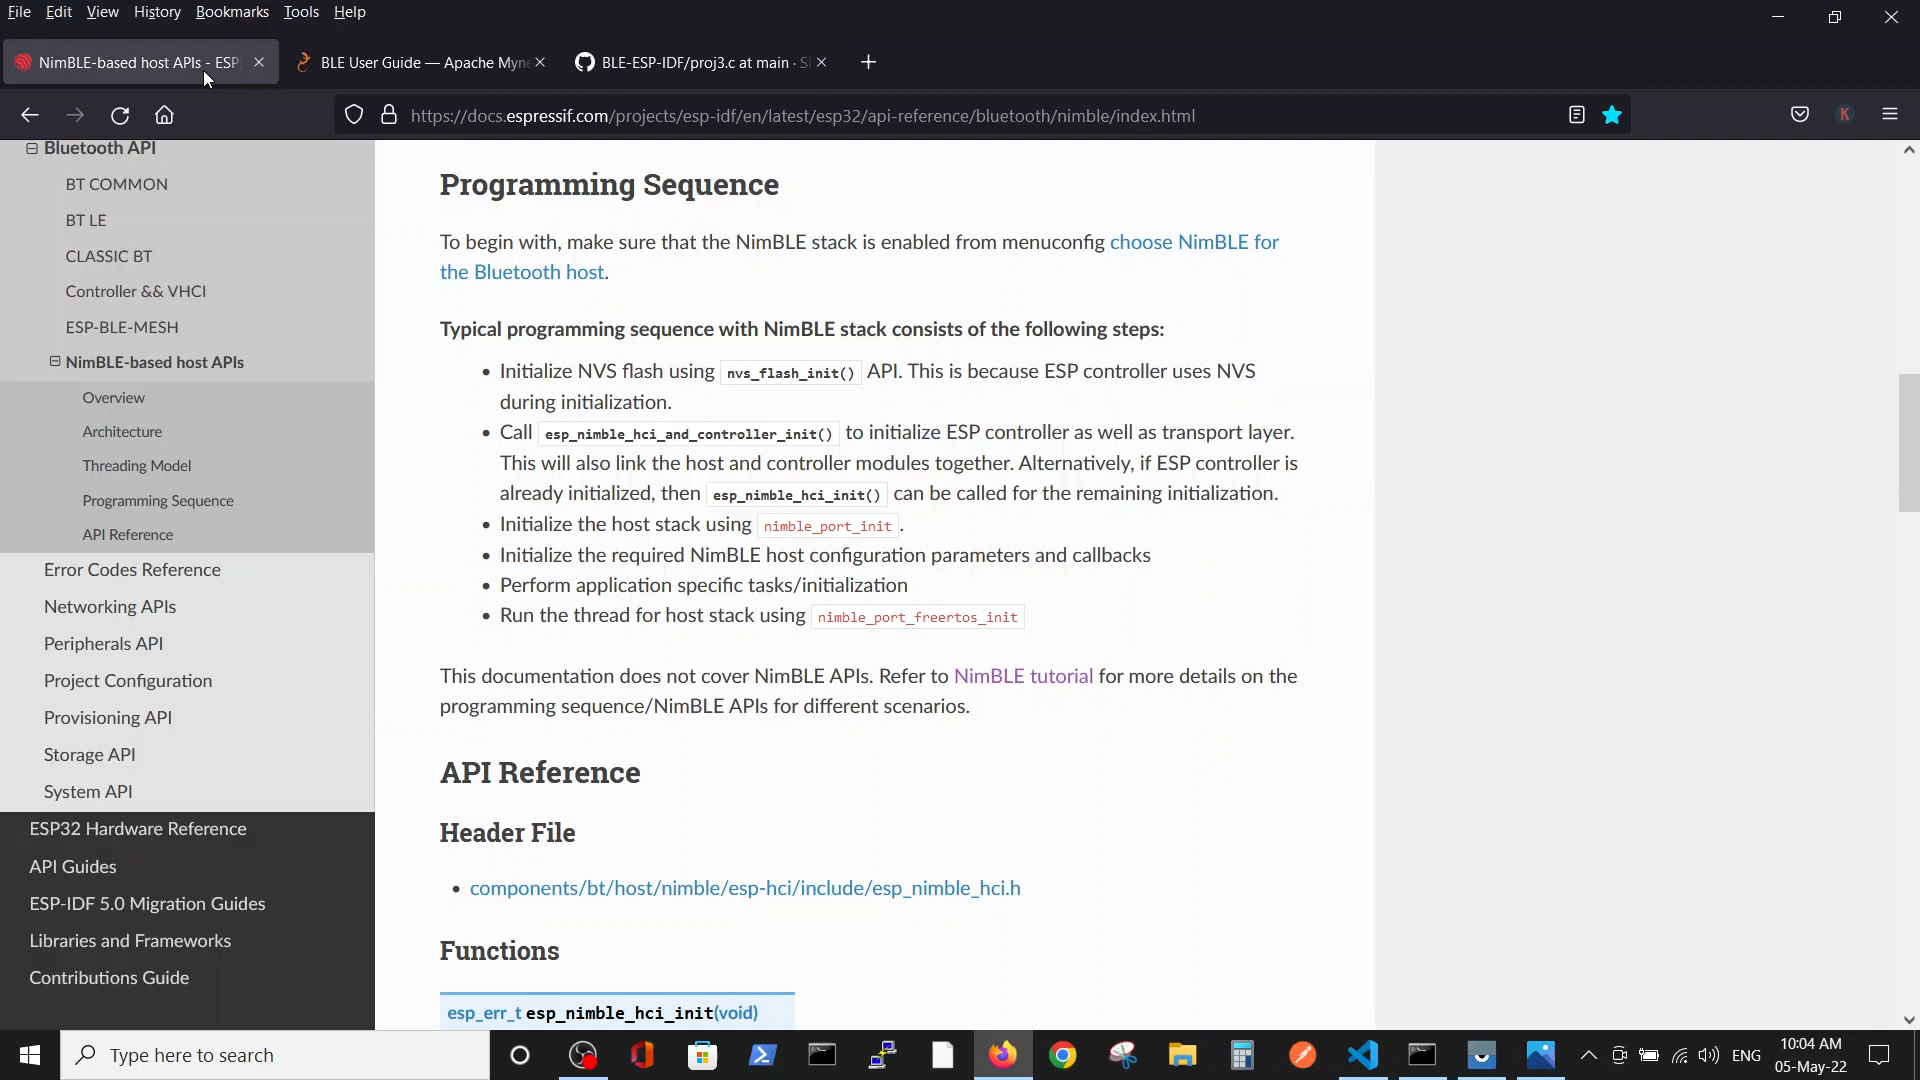 File Edit View History Bookmarks Tools Help
NimBLE-based host APIs - ESP
BLE User Guide — Apache Myn
BLE-ESP-IDF/proj3.c at main · S
https://docs.espressif.com/projects/esp-idf/en/latest/esp32/api-reference/bluetooth/nimble/index.html
K
Bluetooth API
BT COMMON
BT LE
CLASSIC BT
Controller && VHCI
ESP-BLE-MESH
NimBLE-based host APIs
Overview
Architecture
Threading Model
Programming Sequence
API Reference
Error Codes Reference
Networking APIs
Peripherals API
Project Configuration
Provisioning API
Storage API
System API
ESP32 Hardware Reference
API Guides
ESP-IDF 5.0 Migration Guides
Libraries and Frameworks
Contributions Guide
Programming Sequence
To begin with, make sure that the NimBLE stack is enabled from menuconfig choose NimBLE for
the Bluetooth host.
Typical programming sequence with NimBLE stack consists of the following steps:
• Initialize NVS flash using nvs_flash_init() API. This is because ESP controller uses NVS
during initialization.
• Call esp_nimble_hci_and_controller_init() to initialize ESP controller as well as transport layer.
This will also link the host and controller modules together. Alternatively, if ESP controller is
already initialized, then esp_nimble_hci_init() can be called for the remaining initialization.
• Initialize the host stack using nimble_port_init .
• Initialize the required NimBLE host configuration parameters and callbacks
• Perform application specific tasks/initialization
• Run the thread for host stack using nimble_port_freertos_init
This documentation does not cover NimBLE APIs. Refer to NimBLE tutorial for more details on the
programming sequence/NimBLE APIs for different scenarios.
API Reference
Header File
• components/bt/host/nimble/esp-hci/include/esp_nimble_hci.h
Functions
esp_err_t esp_nimble_hci_init(void)
Type here to search
ENG
10:04 AM
05-May-22